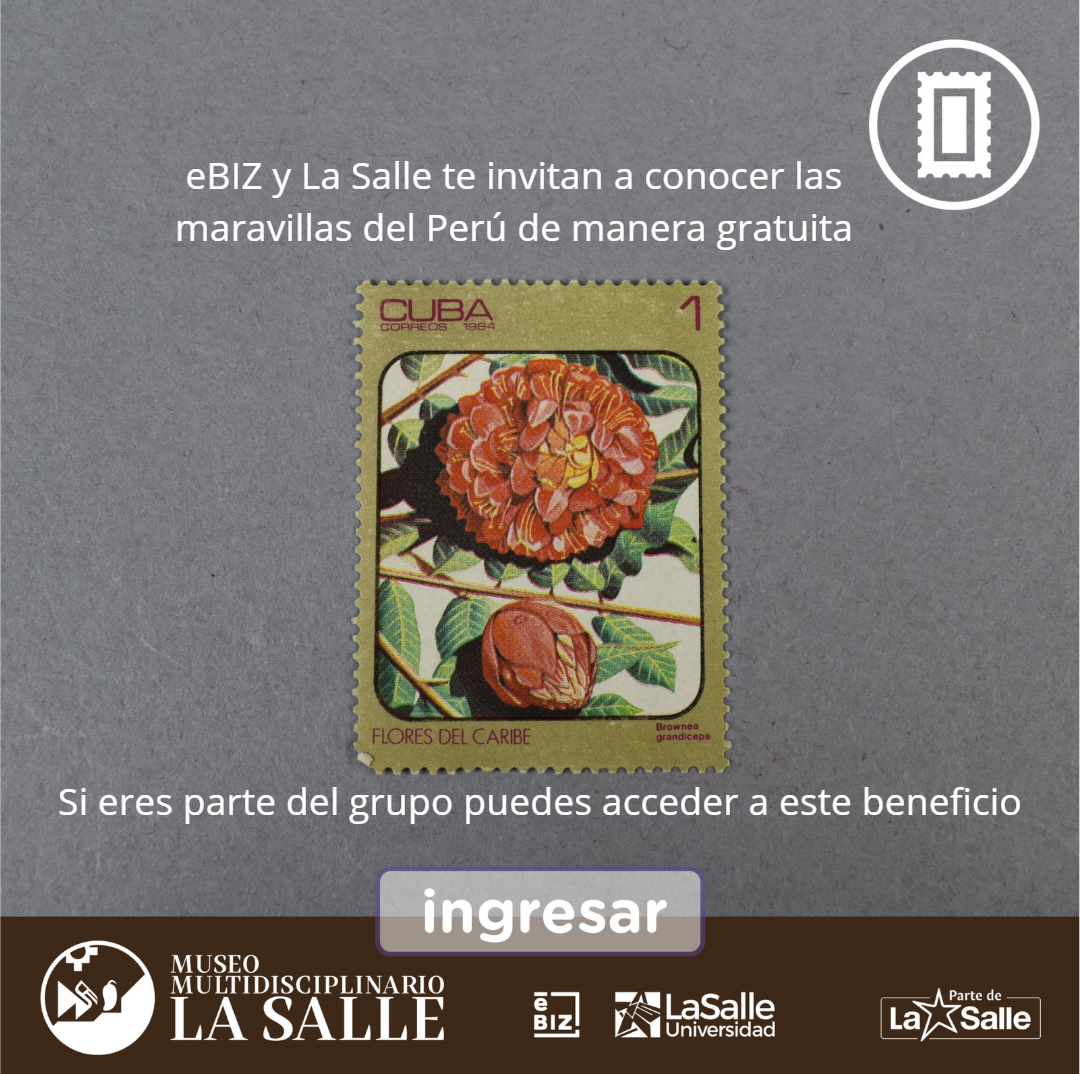 eBIZ y La Salle te invitan a conocer las
maravillas del Perú de manera gratuita
CUBA
CORREOS 1984
1
FLORES DEL CARIBE
Brownea
grandiceps
Si eres parte del grupo puedes acceder a este beneficio
ingresar
MUSEO
MULTIDISCIPLINARIO
LA SALLE
ē
BIZ
LaSalle
Universidad
Parte de
La Salle